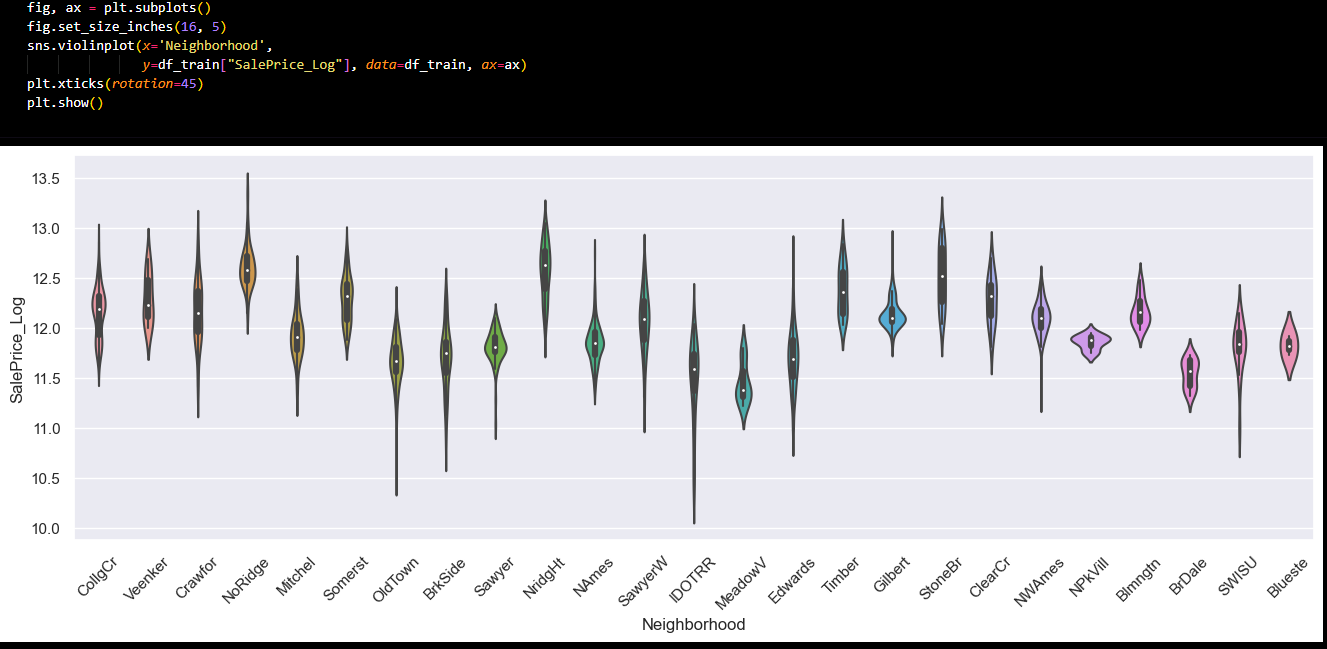 fig, ax = plt.subplots()
fig.set_size_inches(16, 5)
sns.violinplot(x='Neighborhood',
y=df_train["SalePrice_Log"], data=df_train, ax=ax)
plt.xticks(rotation=45)
plt.show()
13.5
13.0
12.5
12.0
11.5
11.0
10.5
10.0
SalePrice_Log
CollgCr
Veenker
Crawfor
NoRidge
Mitchel
Somerst
OldTown
BrkSide
Sawyer
NridgHt
NAmes
SawyerW
IDOTRR
MeadowV
Edwards
Timber
Gilbert
StoneBr
ClearCr
NWAmes
NPkVill
Blmngtn
BrDale
SWISU
Blueste
Neighborhood